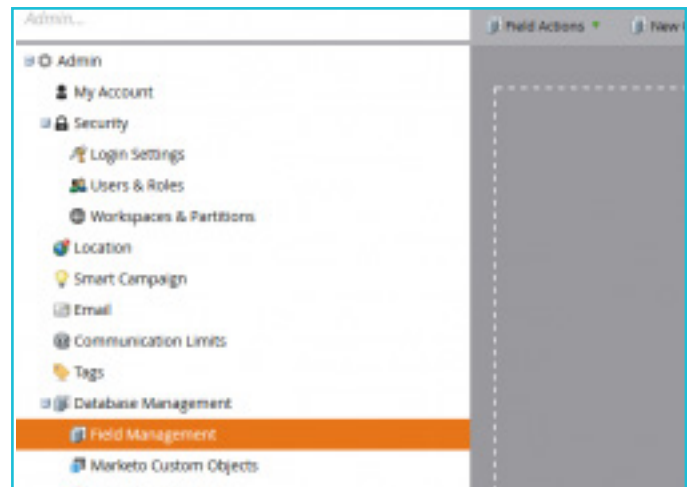 Admin...
Field Actions
New
Admin
My Account
Security
Login Settings
Users & Roles
Workspaces & Partitions
Location
Smart Campaign
Email
Communication Limits
Tags
Database Management
Field Management
Marketo Custom Objects